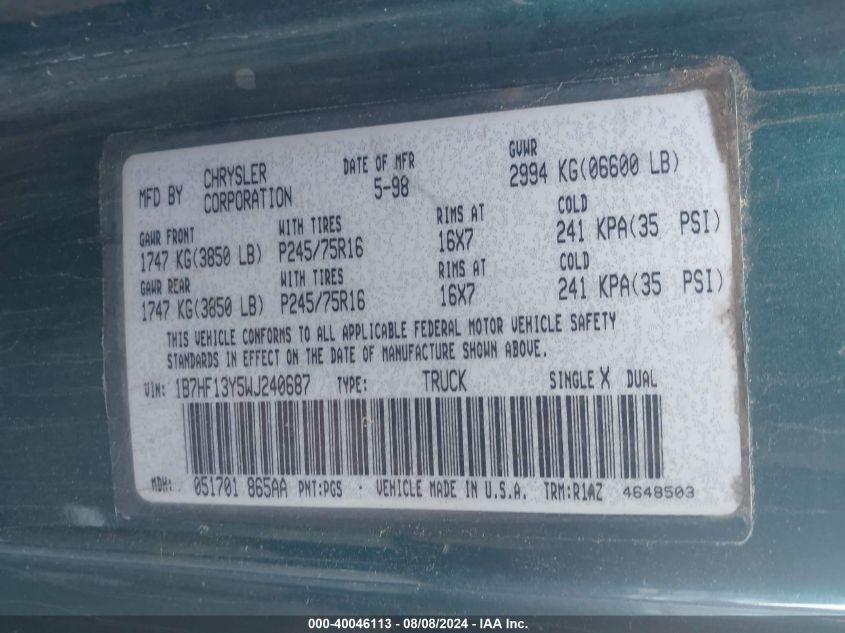 MFD BY CHRYSLER CORPORATION DATE OF MFR 5-98 GVWR 2994 KG(06600 LB)
GAWR FRONT WITH TIRES RIMS AT COLD
1747 KG(3850 LB) P245/75R16 16X7 241 KPA(35 PSI)
GAWR REAR WITH TIRES RIMS AT COLD
1747 KG(3850 LB) P245/75R16 16X7 241 KPA(35 PSI)
THIS VEHICLE CONFORMS TO ALL APPLICABLE FEDERAL MOTOR VEHICLE SAFETY
STANDARDS IN EFFECT ON THE DATE OF MANUFACTURE SHOWN ABOVE.
VIN: 1B7HF13Y5WJ240687 TYPE: TRUCK SINGLE X DUAL
MDH: 051701 865AA PNT:PGS · VEHICLE MADE IN U.S.A. TRM:R1AZ 4648503
000-40046113 - 08/08/2024 - IAAI Inc.